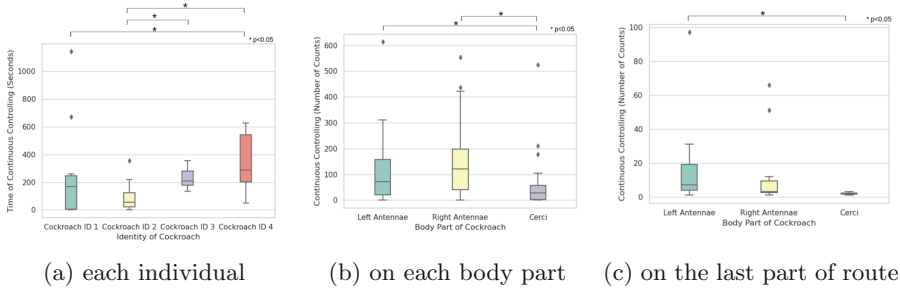 *
*
*
* p<0.05
Time of Continuous Controlling (Seconds)
1000
800
600
400
200
0
Cockroach ID 1 Cockroach ID 2 Cockroach ID 3 Cockroach ID 4
Identity of Cockroach
(a) each individual
*
*
* p<0.05
Continuous Controlling (Number of Counts)
600
500
400
300
200
100
0
Left Antennae Right Antennae Cerci
Body Part of Cockroach
(b) on each body part
*
* p<0.05
Continuous Controlling (Number of Counts)
100
80
60
40
20
0
Left Antennae Right Antennae Cerci
Body Part of Cockroach
(c) on the last part of route